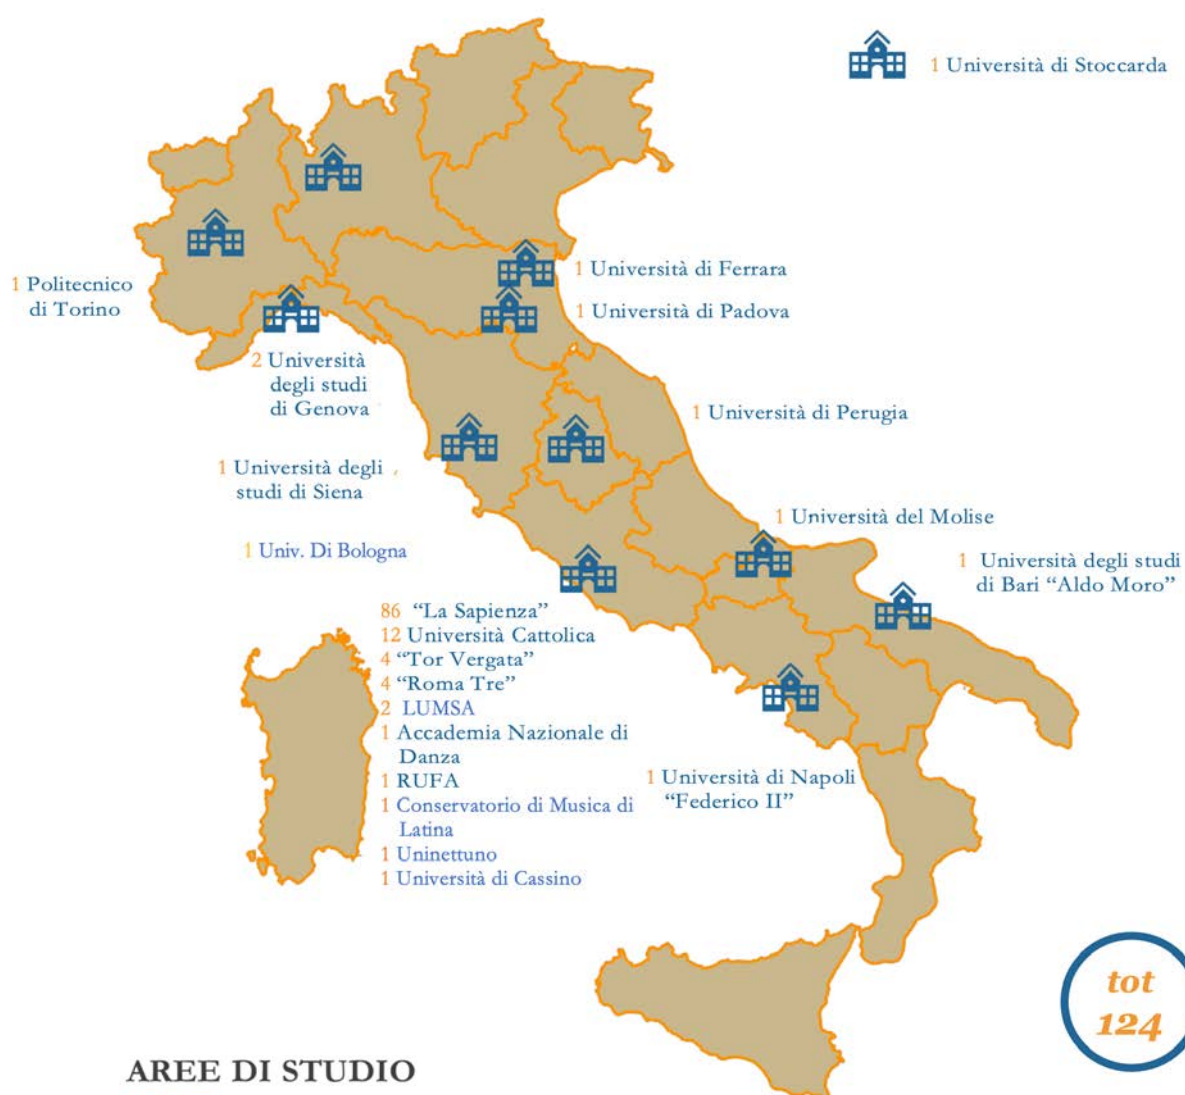 1 Università di Stoccarda
1 Università di Ferrara
1 Politecnico
di Torino
1 Università di Padova
2 Università
degli studi
di Genova
1 Università di Perugia
1 Università degli
studi di Siena
1 Università del Molise
1 Univ. Di Bologna
1 Università degli studi
di Bari “Aldo Moro”
86 “La Sapienza”
12 Università Cattolica
4 “Tor Vergata”
4 “Roma Tre”
2 LUMSA
1 Accademia Nazionale di
Danza
1 RUFA
1 Conservatorio di Musica di
Latina
1 Uninettuno
1 Università di Cassino
1 Università di Napoli
“Federico II”
tot
124
AREE DI STUDIO